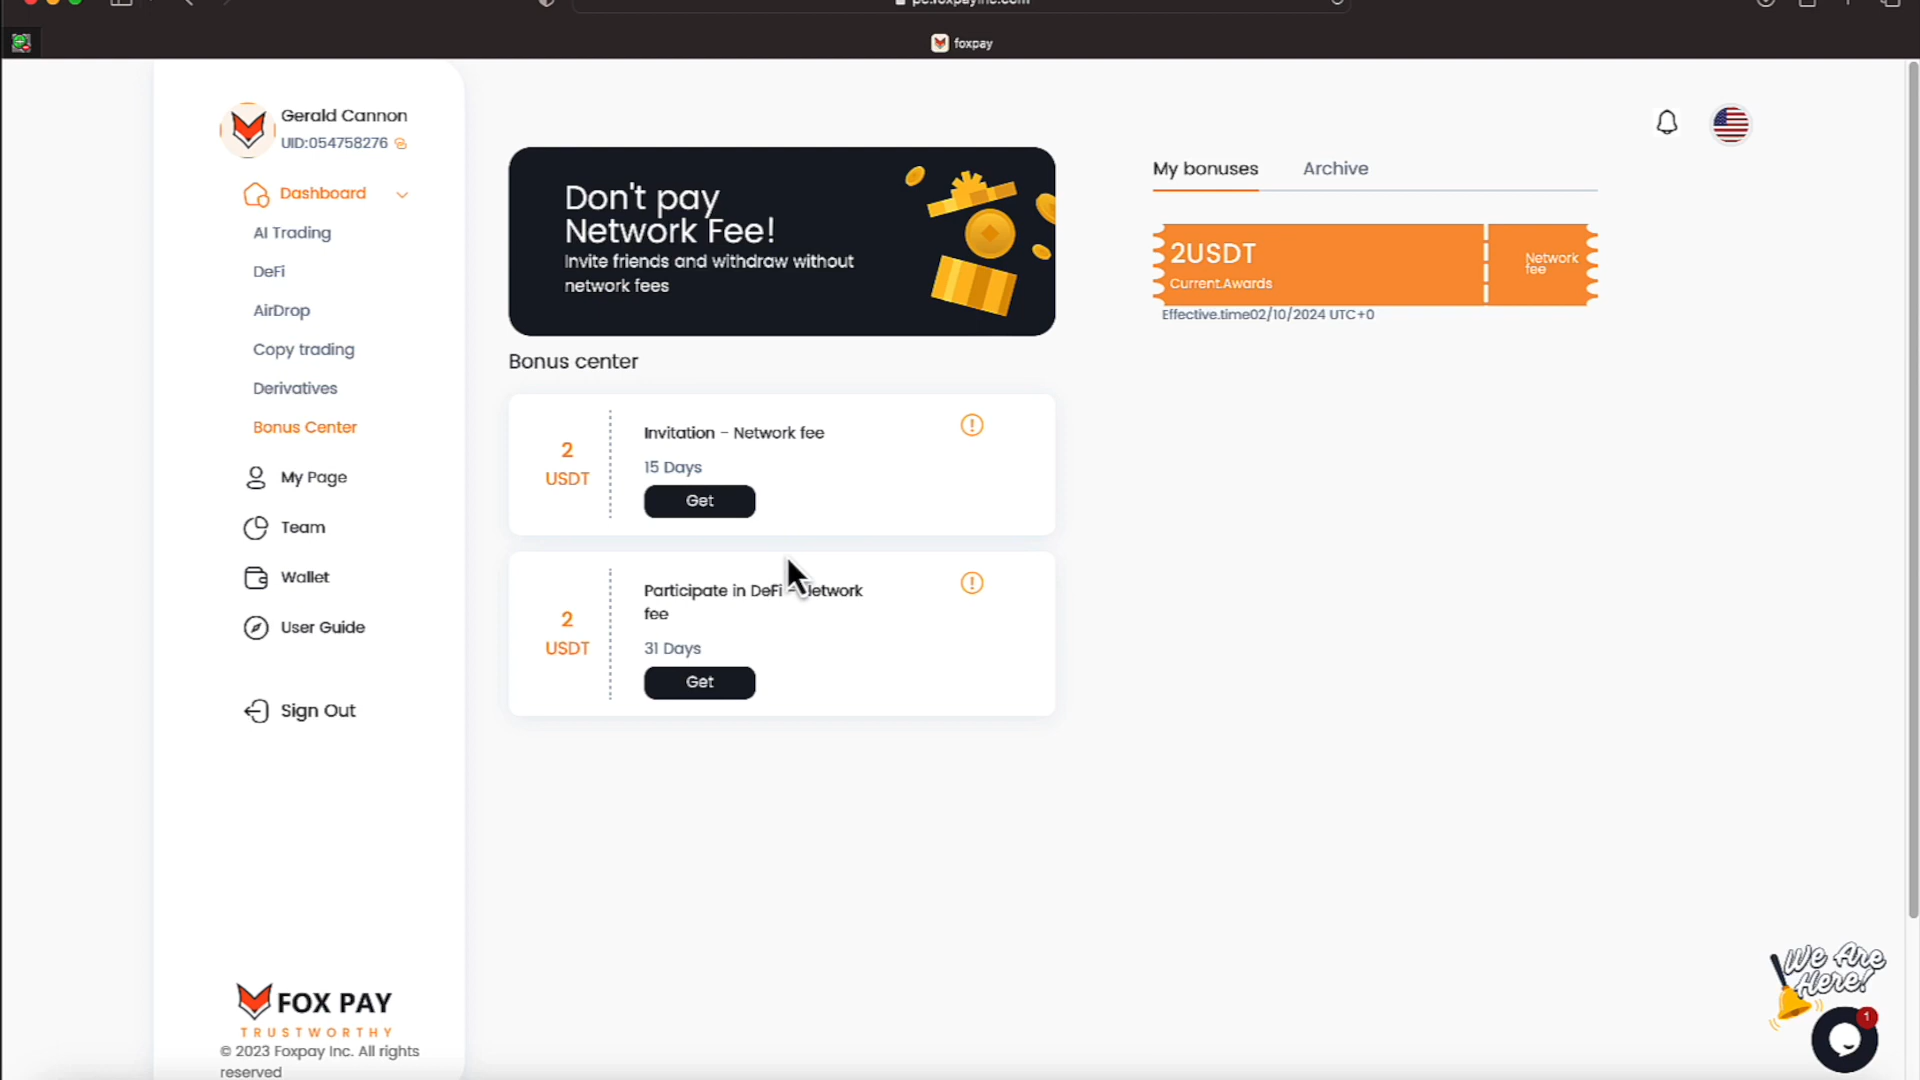 foxpay
Gerald Cannon
UID:054758276
Dashboard
AI Trading
DeFi
AirDrop
Copy trading
Derivatives
Bonus Center
My Page
Team
Wallet
User Guide
Sign Out
FOX PAY
TRUSTWORTHY
© 2023 Foxpay Inc. All rights
reserved
Don't pay
Network Fee!
Invite friends and withdraw without
network fees
Bonus center
2
USDT
Invitation - Network fee
15 Days
Get
2
USDT
Participate in DeFi - Network
fee
31 Days
Get
My bonuses
Archive
2USDT
Current.Awards
Network
fee
Effective.time02/10/2024 UTC+0
We Are
Here!
1